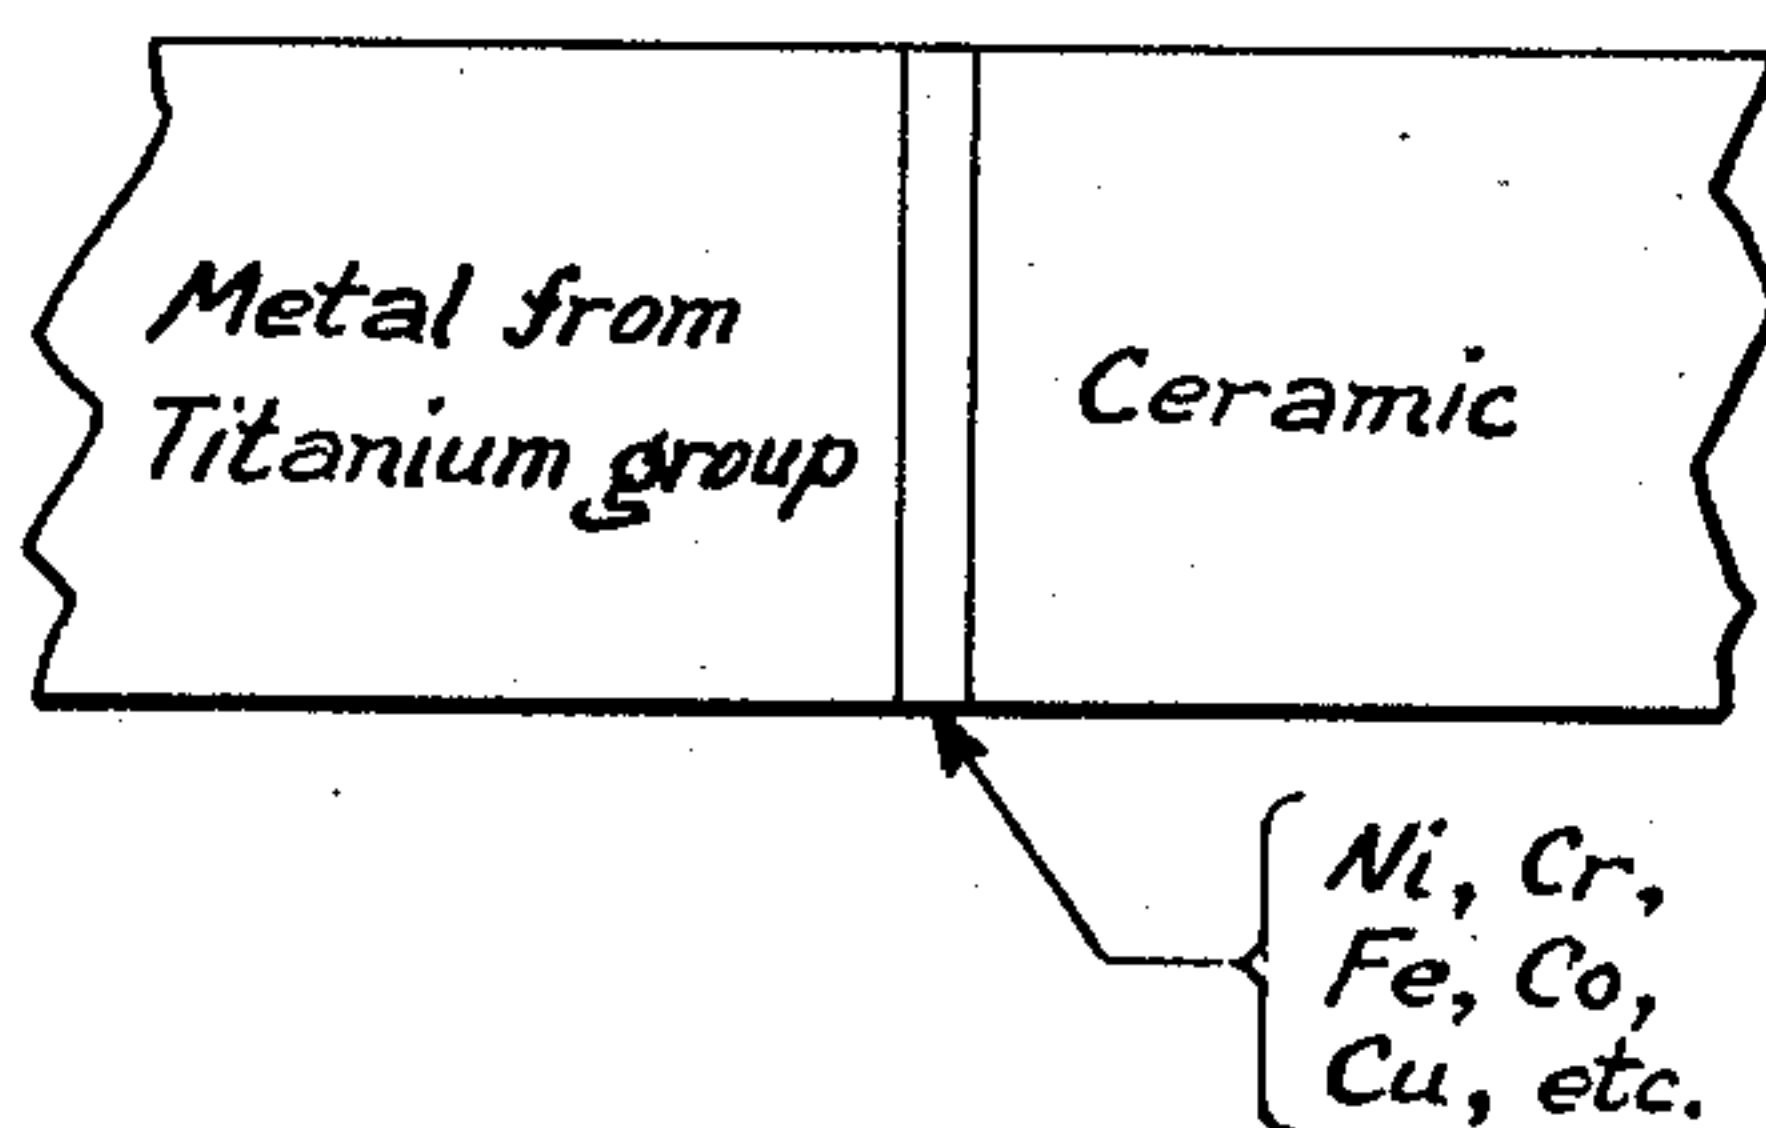 Metal from
Titanium group
Ceramic
Ni, Cr,
Fe, Co,
Cu, etc.